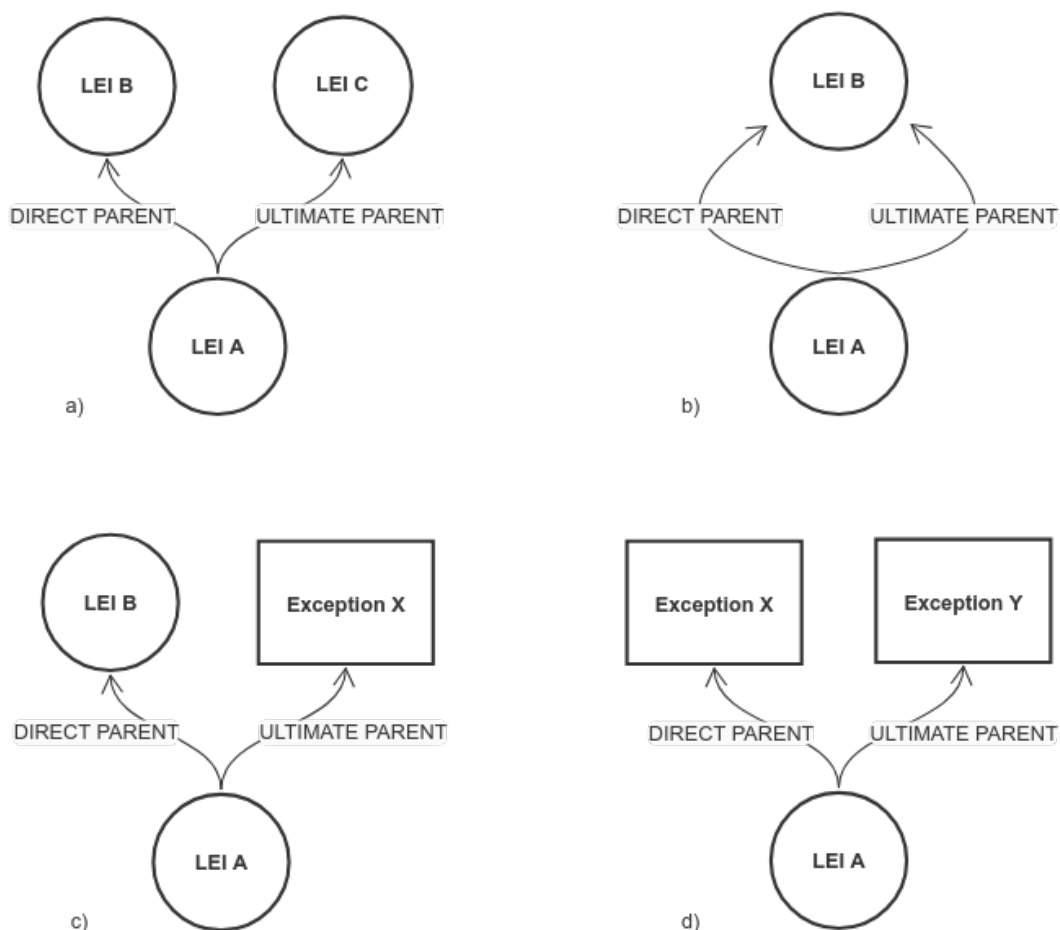 LEI B
LEI C
DIRECT PARENT
ULTIMATE PARENT
LEI A
a)
LEI B
DIRECT PARENT
ULTIMATE PARENT
LEI A
b)
LEI B
Exception X
DIRECT PARENT
ULTIMATE PARENT
LEI A
c)
Exception X
Exception Y
DIRECT PARENT
ULTIMATE PARENT
LEI A
d)